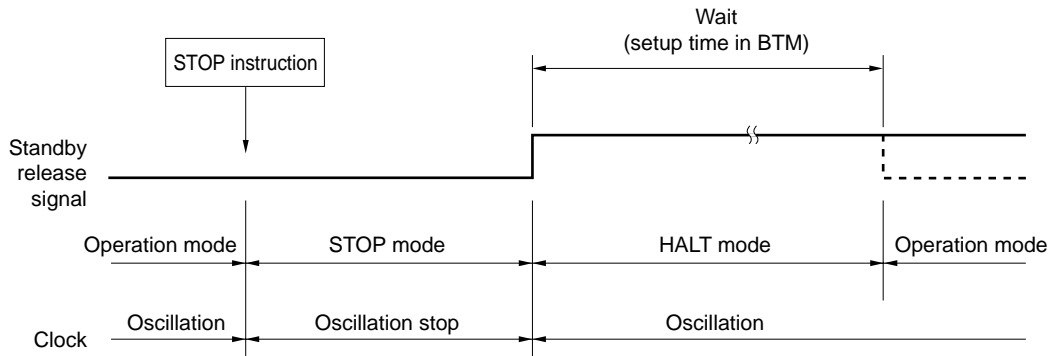 Wait
(setup time in BTM)
STOP instruction
Standby
release
signal
Operation mode
STOP mode
HALT mode
Operation mode
Clock
Oscillation
Oscillation stop
Oscillation